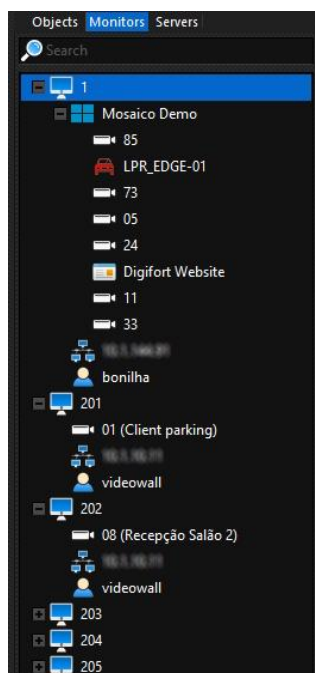 Objects Monitors Servers
Search
1
Mosaico Demo
85
LPR_EDGE-01
73
05
24
Digifort Website
11
33
bonilha
201
01 (Client parking)
videowall
202
08 (Recepção Salão 2)
videowall
203
204
205